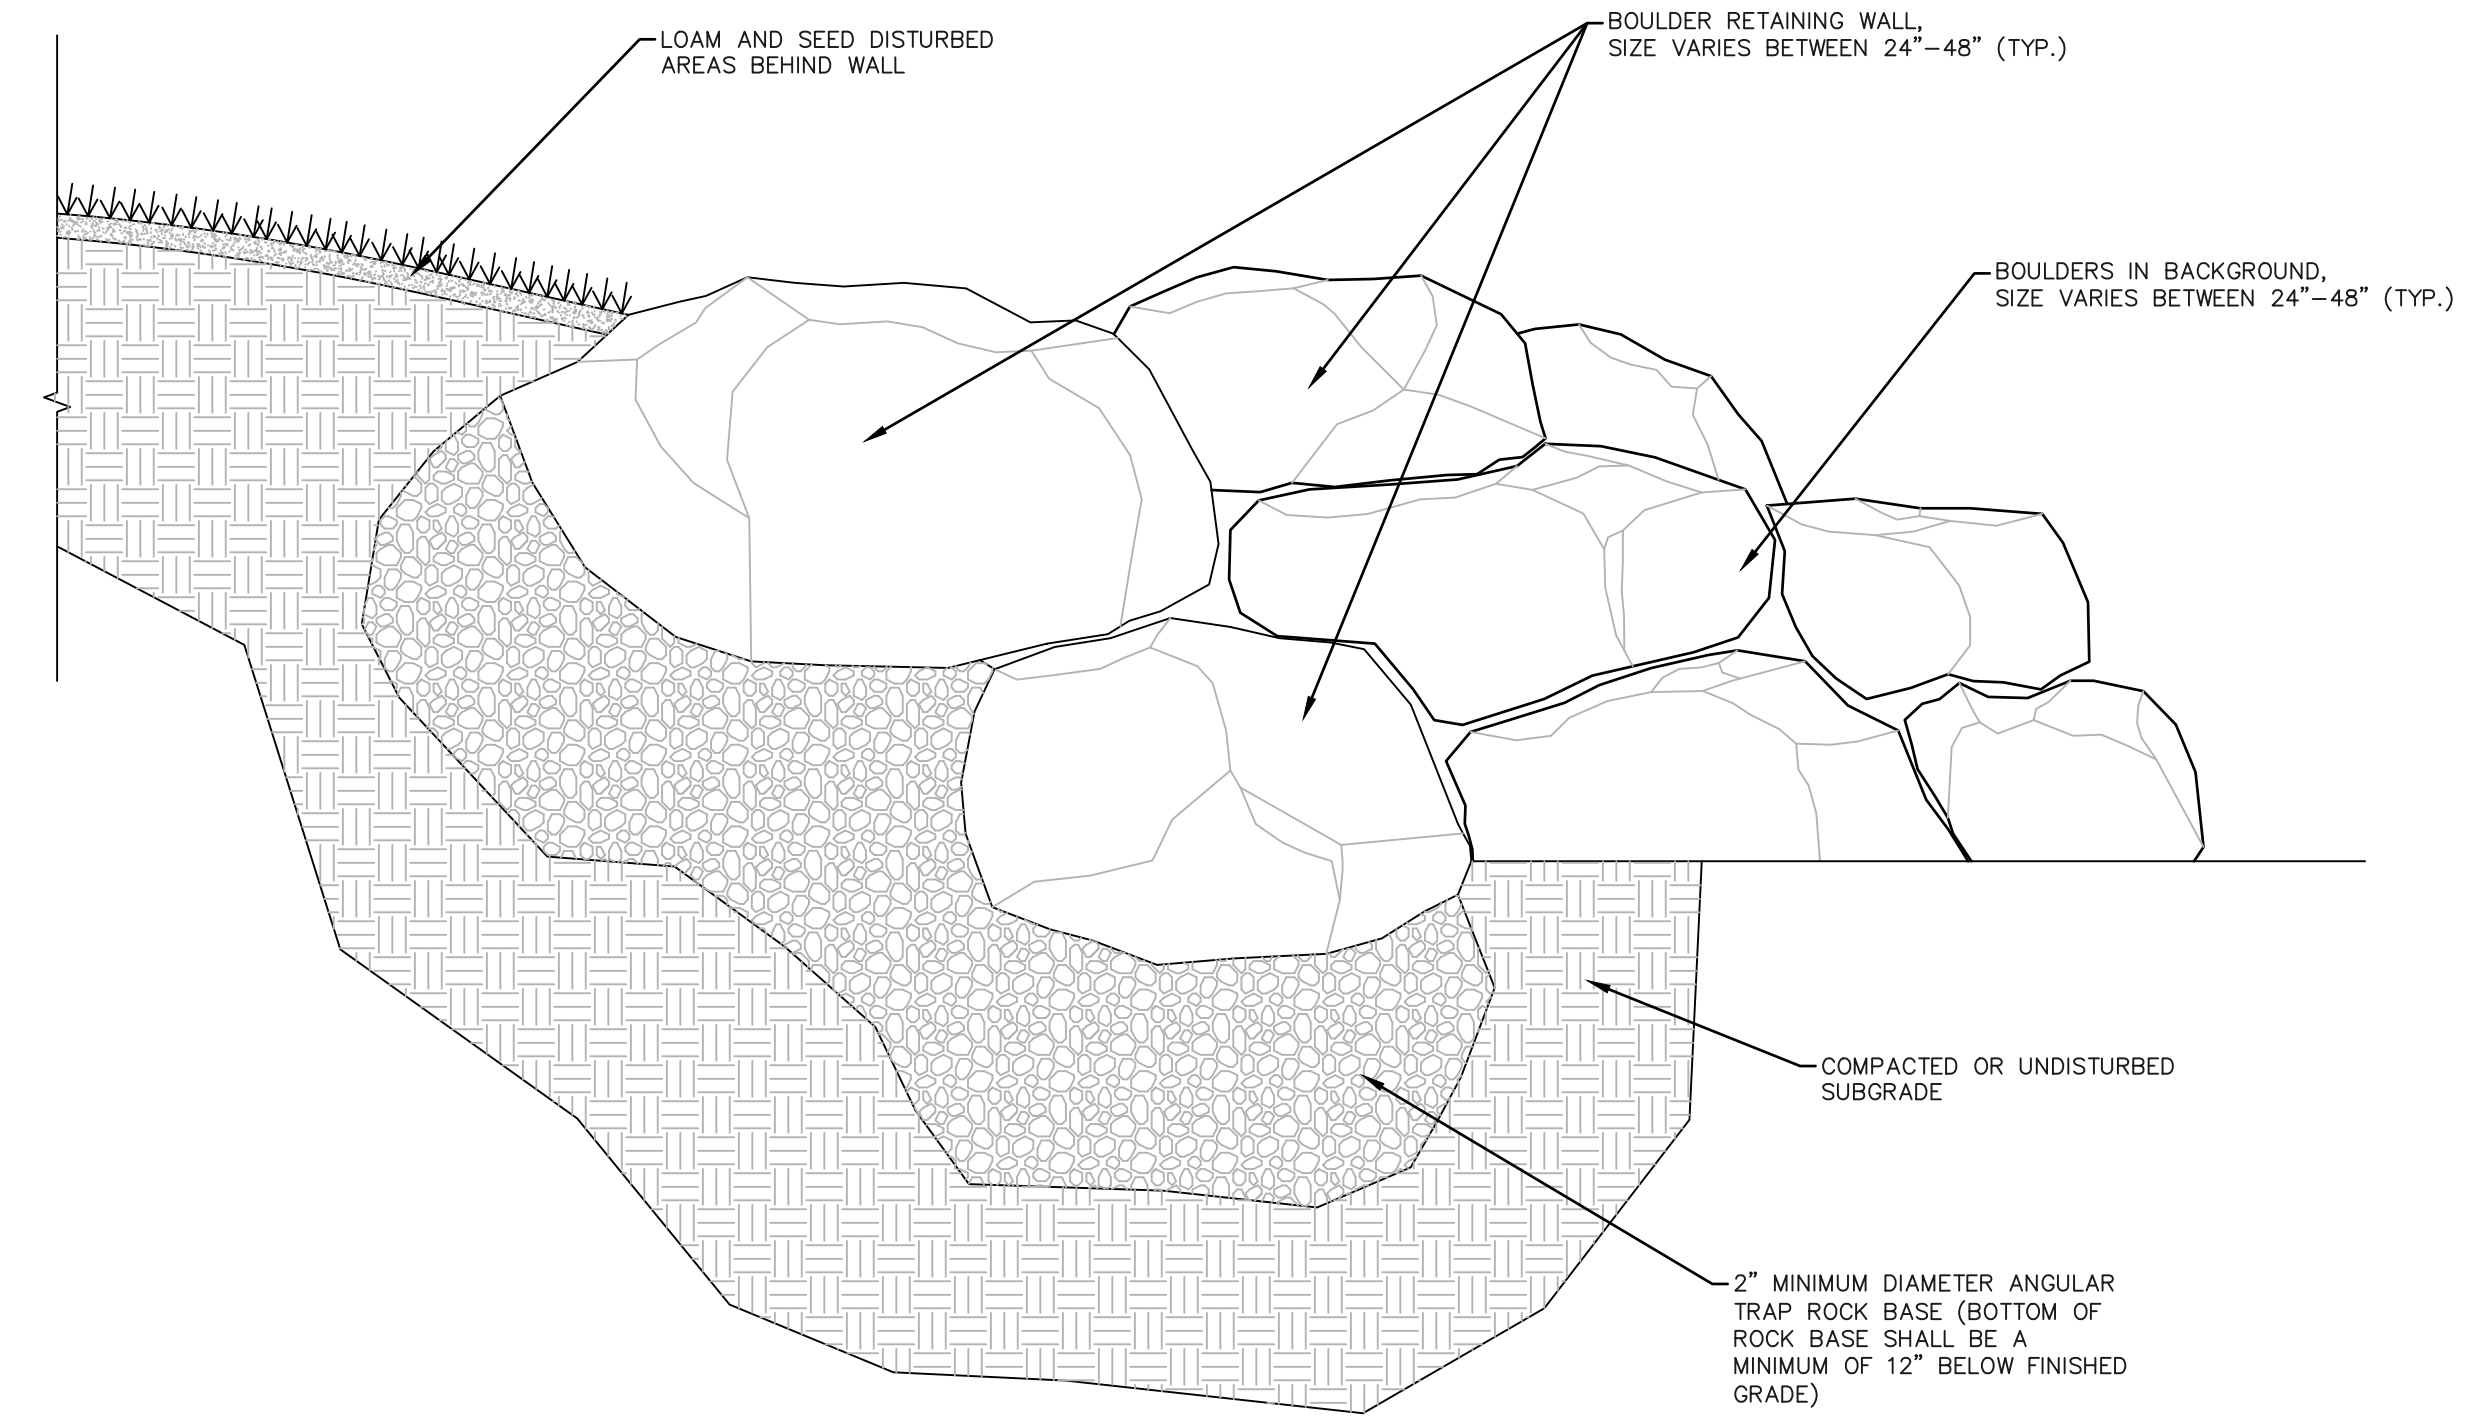 LOAM AND SEED DISTURBED
AREAS BEHIND WALL
BOULDER RETAINING WALL,
SIZE VARIES BETWEEN 24"–48" (TYP.)
BOULDERS IN BACKGROUND,
SIZE VARIES BETWEEN 24"–48" (TYP.)
COMPACTED OR UNDISTURBED
SUBGRADE
2" MINIMUM DIAMETER ANGULAR
TRAP ROCK BASE (BOTTOM OF
ROCK BASE SHALL BE A
MINIMUM OF 12" BELOW FINISHED
GRADE)